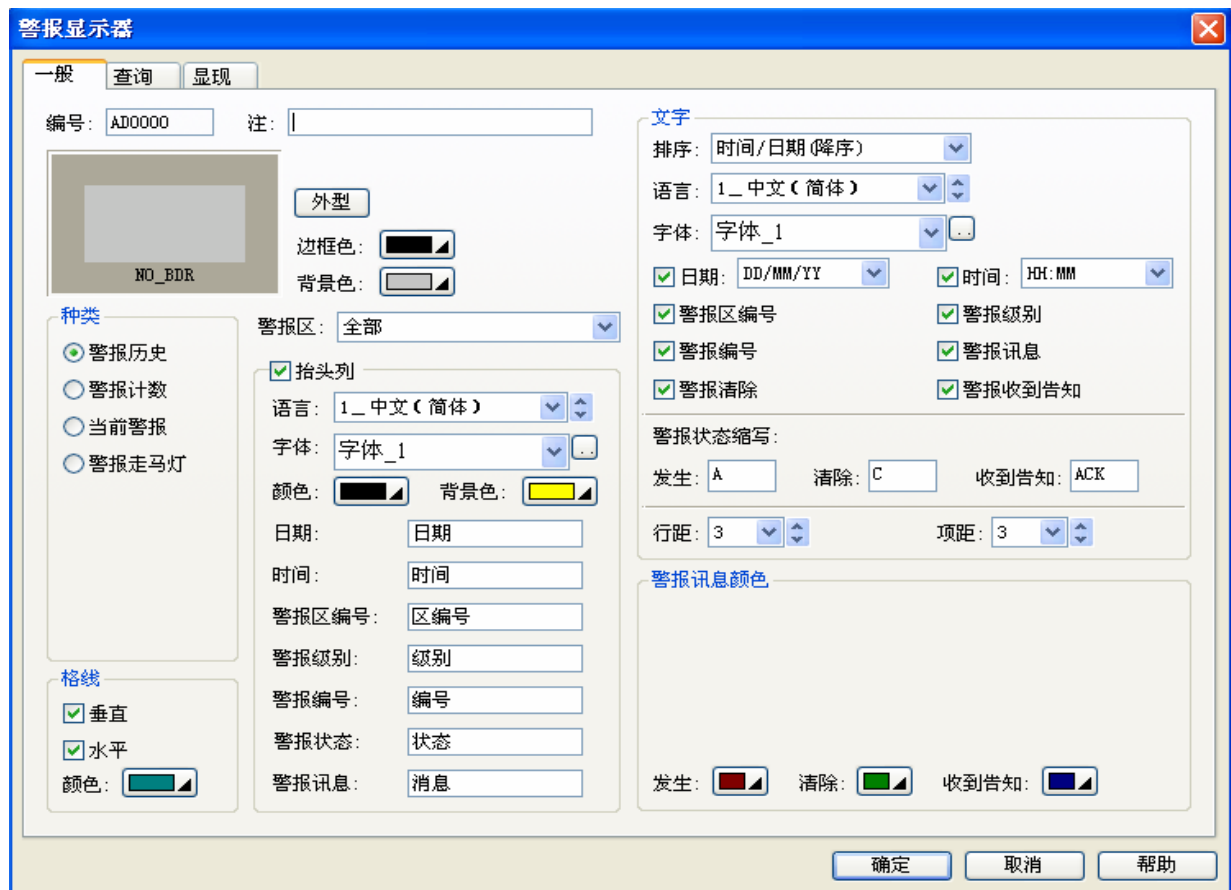 警报显示器
一般 查询 显现
编号: AD0000 注:
NO_BDR
外型
边框色:
背景色:
种类
警报历史
警报计数
当前警报
警报走马灯
格线
垂直
水平
颜色:
警报区: 全部
抬头列
语言: 1_中文(简体)
字体: 字体_1
颜色: 背景色:
日期: 日期
时间: 时间
警报区编号: 区编号
警报级别: 级别
警报编号: 编号
警报状态: 状态
警报讯息: 消息
文字
排序: 时间/日期(降序)
语言: 1_中文(简体)
字体: 字体_1
日期: DD/MM/YY 时间: HH:MM
警报区编号 警报级别
警报编号 警报讯息
警报清除 警报收到告知
警报状态缩写:
发生: A 清除: C 收到告知: ACK
行距: 3 项距: 3
警报讯息颜色
发生: 清除: 收到告知:
确定 取消 帮助